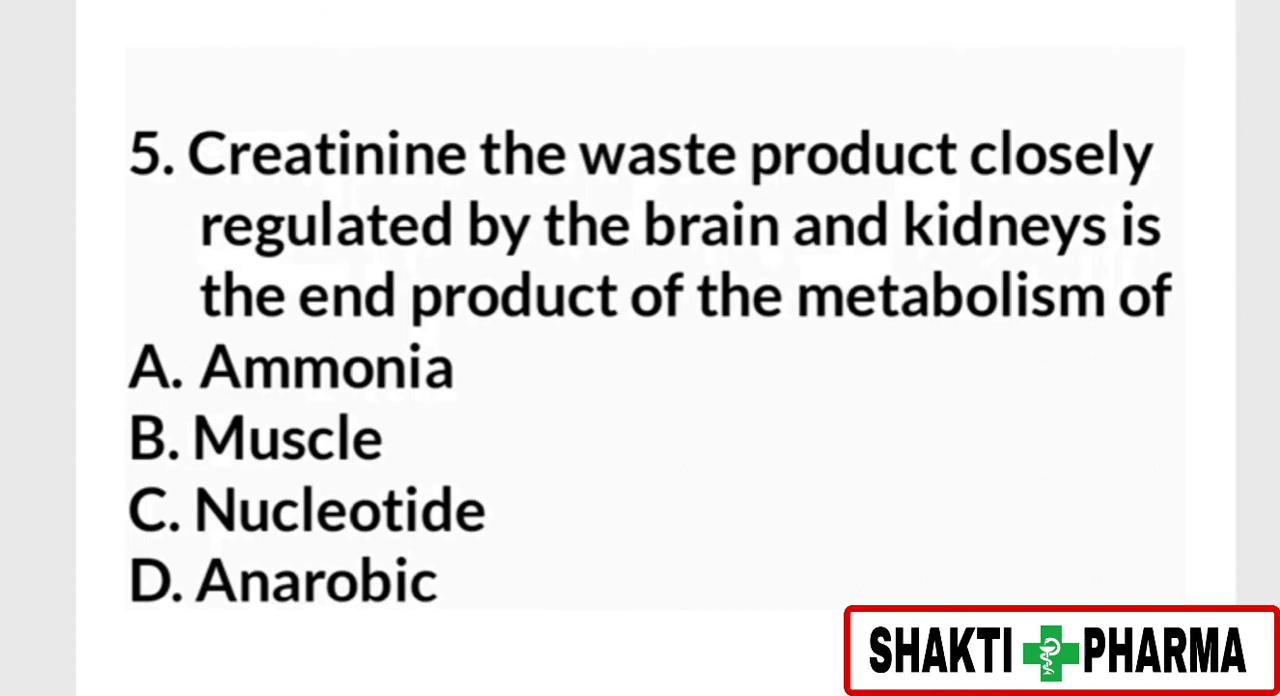 5. Creatinine the waste product closely
regulated by the brain and kidneys is
the end product of the metabolism of
A. Ammonia
B. Muscle
C. Nucleotide
D. Anarobic
SHAKTI PHARMA